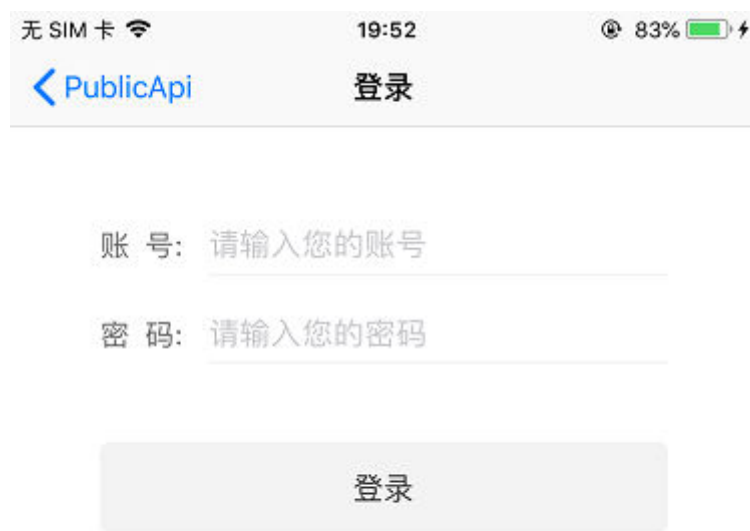 无 SIM 卡 19:52 83%
PublicApi 登录
账 号: 请输入您的账号
密 码: 请输入您的密码
登录